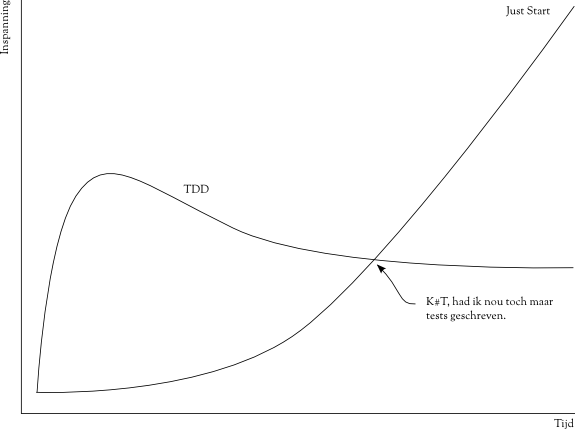 Just Start
Inspanning
TDD
K#T, had ik nou toch maar
tests geschreven.
Tijd